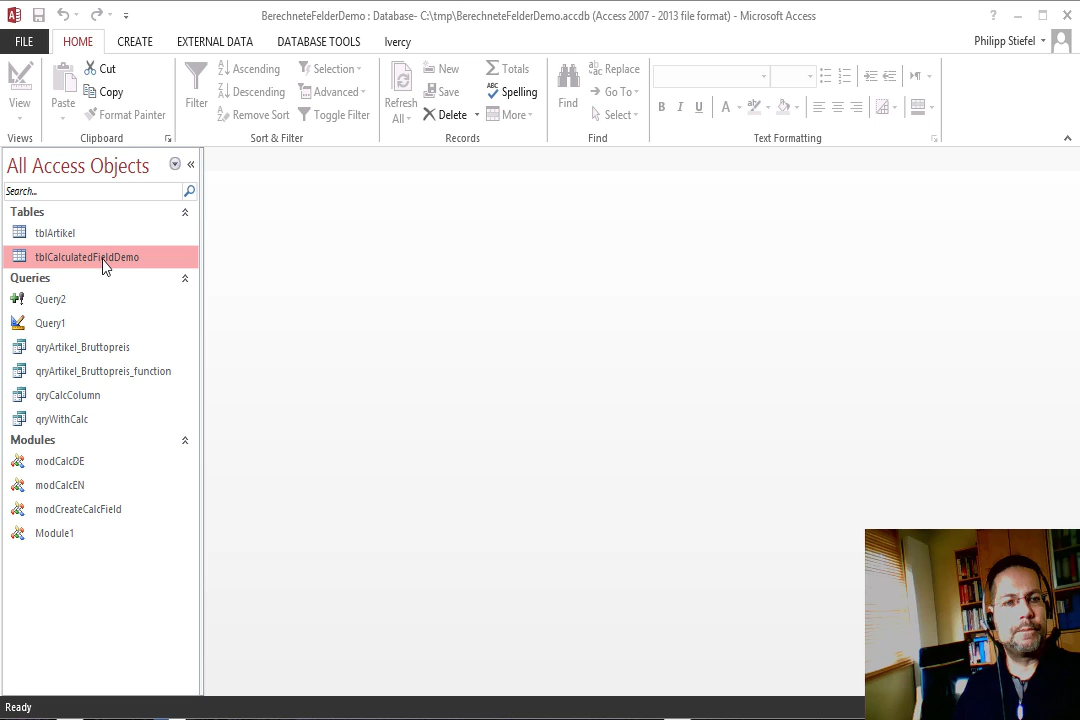 BerechneteFelderDemo : Database- C:\tmp\BerechneteFelderDemo.accdb (Access 2007 - 2013 file format) - Microsoft Access
FILE HOME CREATE EXTERNAL DATA DATABASE TOOLS Ivercy Philipp Stiefel
View
Paste
Cut
Copy
Format Painter
Filter
Ascending
Descending
Remove Sort
Selection
Advanced
Toggle Filter
Refresh
All
New
Save
Delete
Totals
Spelling
More
Find
Replace
Go To
Select
B I U A
Views Clipboard Sort & Filter Records Find Text Formatting
All Access Objects
Search...
Tables
tblArtikel
tblCalculatedFieldDemo
Queries
Query2
Query1
qryArtikel_Bruttopreis
qryArtikel_Bruttopreis_function
qryCalcColumn
qryWithCalc
Modules
modCalcDE
modCalcEN
modCreateCalcField
Module1
Ready